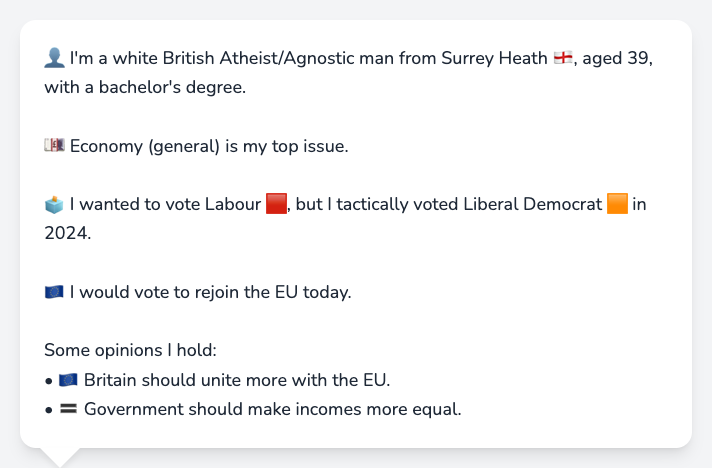 👤 I'm a white British Atheist/Agnostic man from Surrey Heath 🏴󠁧󠁢󠁥󠁮󠁧󠁿, aged 39,
with a bachelor's degree.
💷 Economy (general) is my top issue.
🗳️ I wanted to vote Labour 🟥, but I tactically voted Liberal Democrat 🟧 in
2024.
🇪🇺 I would vote to rejoin the EU today.
Some opinions I hold:
• 🇪🇺 Britain should unite more with the EU.
• 🟰 Government should make incomes more equal.